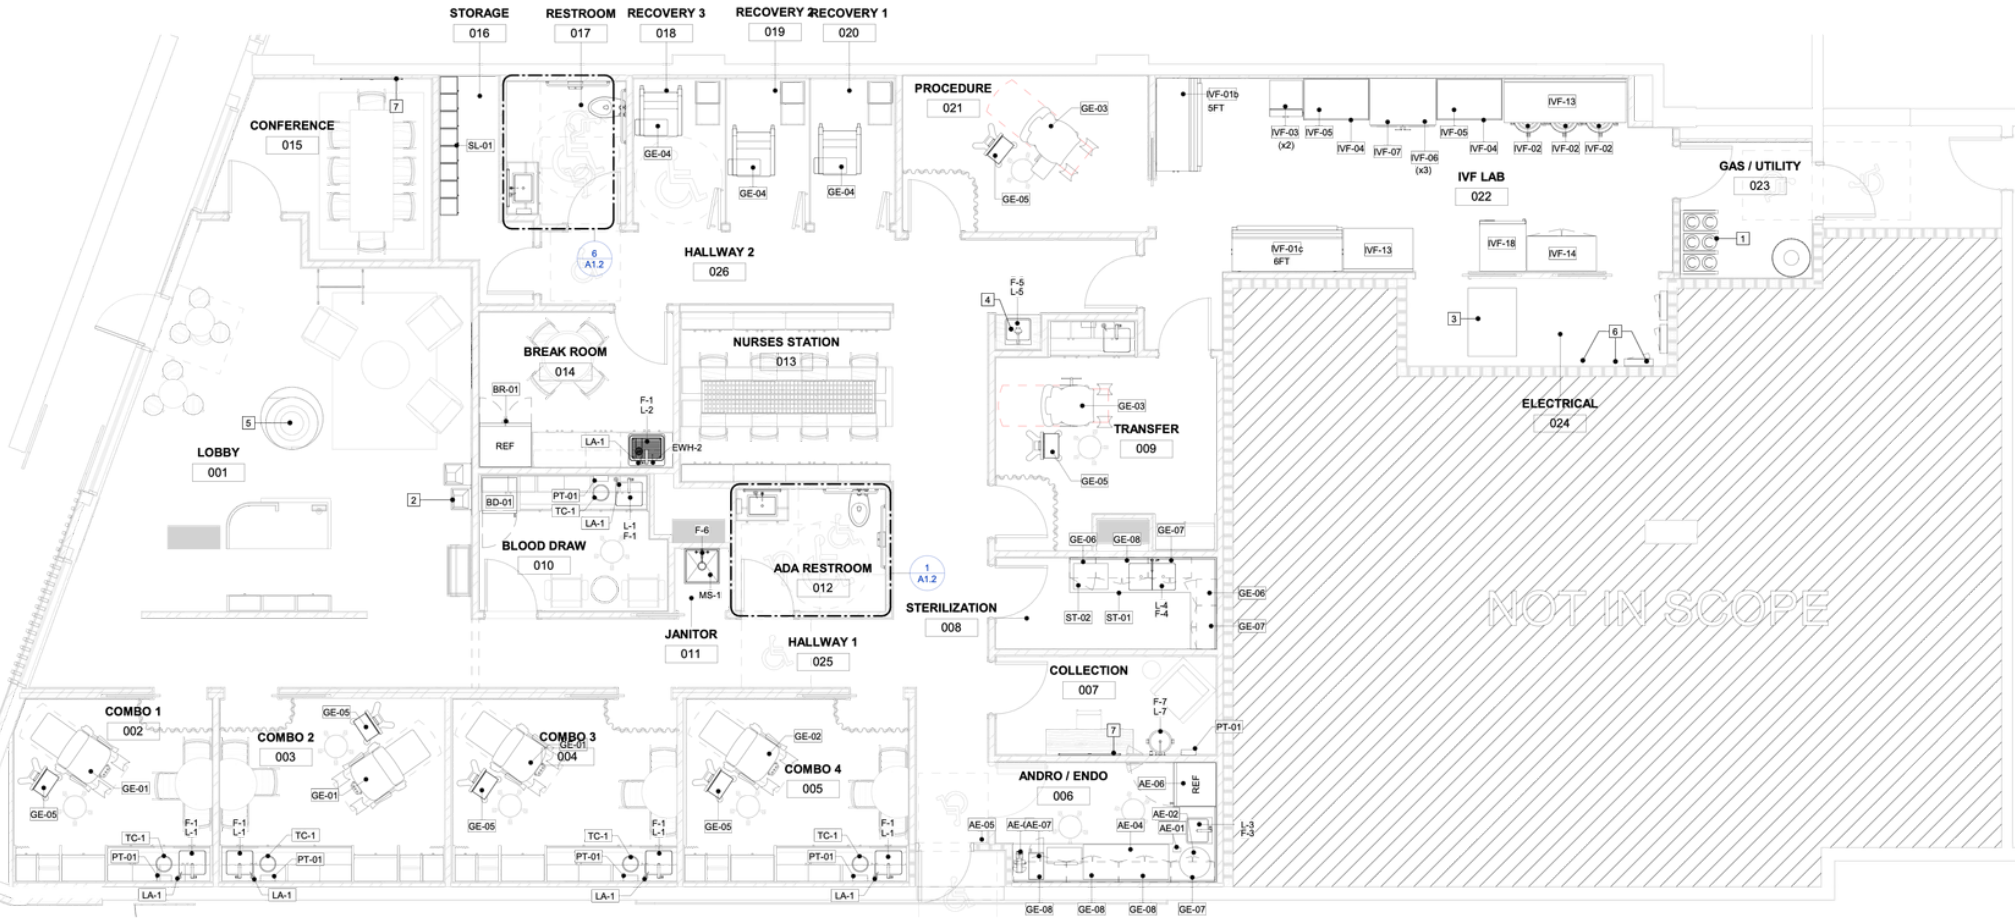 STORAGE
016
RESTROOM
017
RECOVERY 3
018
RECOVERY 2
019
RECOVERY 1
020
CONFERENCE
015
7
SL-01
GE-04
GE-04
GE-04
PROCEDURE
021
GE-03
GE-05
IVF-01b
5FT
IVF-03
(x2)
IVF-05
IVF-04
IVF-07
IVF-06
(x3)
IVF-05
IVF-04
IVF-13
IVF-02
IVF-02
IVF-02
IVF LAB
022
GAS / UTILITY
023
1
IVF-01c
6FT
IVF-13
IVF-18
IVF-14
6
A1.2
HALLWAY 2
026
4
F-5
L-5
3
6
ELECTRICAL
024
BREAK ROOM
014
BR-01
REF
F-1
L-2
LA-1
EWH-2
NURSES STATION
013
GE-03
TRANSFER
009
GE-05
5
LOBBY
001
2
BD-01
PT-01
TC-1
LA-1
L-1
F-1
BLOOD DRAW
010
F-6
MS-1
JANITOR
011
ADA RESTROOM
012
1
A1.2
HALLWAY 1
025
GE-06
GE-08
GE-07
STERILIZATION
008
ST-02
ST-01
L-4
F-4
GE-06
GE-07
NOT IN SCOPE
COLLECTION
007
F-7
L-7
7
PT-01
COMBO 1
002
GE-05
GE-01
F-1
L-1
TC-1
PT-01
LA-1
COMBO 2
003
GE-05
GE-01
F-1
L-1
TC-1
PT-01
LA-1
COMBO 3
004
GE-01
GE-05
F-1
L-1
TC-1
PT-01
LA-1
COMBO 4
005
GE-02
GE-05
F-1
L-1
TC-1
PT-01
LA-1
ANDRO / ENDO
006
AE-06
REF
AE-05
AE-07
AE-04
AE-02
AE-01
L-3
F-3
GE-08
GE-08
GE-08
GE-07